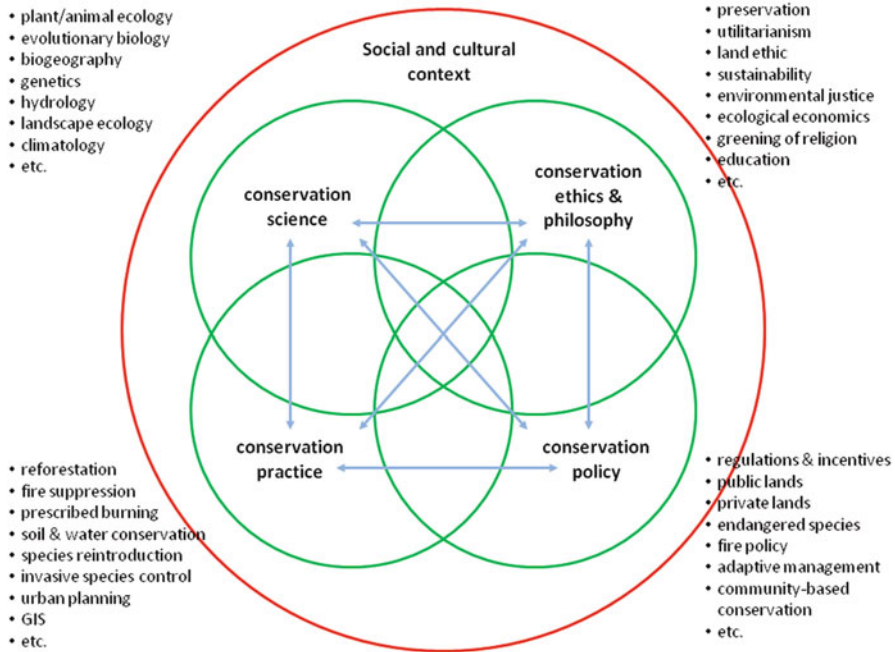 • plant/animal ecology
• evolutionary biology
• biogeography
• genetics
• hydrology
• landscape ecology
• climatology
• etc.
• preservation
• utilitarianism
• land ethic
• sustainability
• environmental justice
• ecological economics
• greening of religion
• education
• etc.
Social and cultural
context
conservation
science
conservation
ethics &
philosophy
conservation
practice
conservation
policy
• reforestation
• fire suppression
• prescribed burning
• soil & water conservation
• species reintroduction
• invasive species control
• urban planning
• GIS
• etc.
• regulations & incentives
• public lands
• private lands
• endangered species
• fire policy
• adaptive management
• community-based
conservation
• etc.